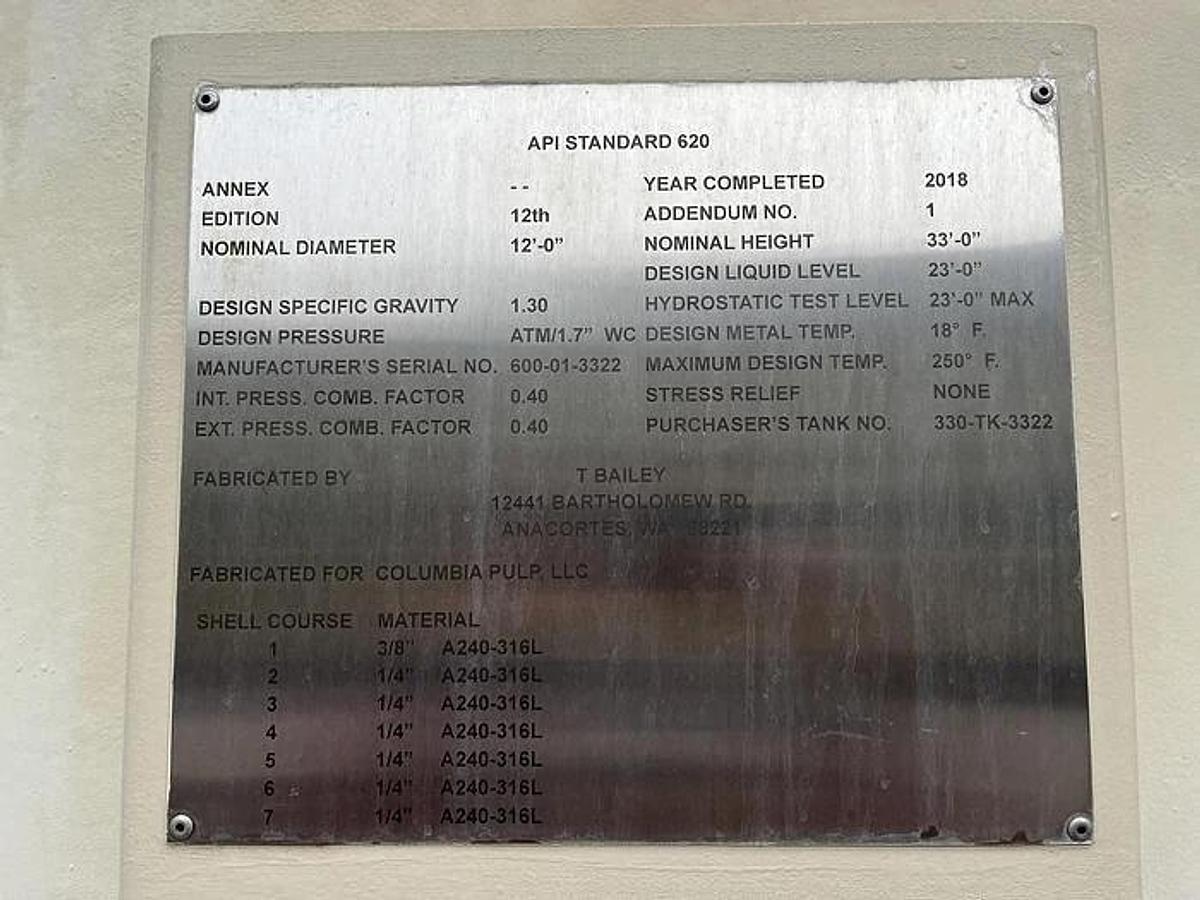 API STANDARD 620
ANNEX -- YEAR COMPLETED 2018
EDITION 12th ADDENDUM NO. 1
NOMINAL DIAMETER 12'-0" NOMINAL HEIGHT 33'-0"
DESIGN LIQUID LEVEL 23'-0"
DESIGN SPECIFIC GRAVITY 1.30 HYDROSTATIC TEST LEVEL 23'-0" MAX
DESIGN PRESSURE ATM/1.7" WC DESIGN METAL TEMP. 18° F.
MANUFACTURER'S SERIAL NO. 600-01-3322 MAXIMUM DESIGN TEMP. 250° F.
INT. PRESS. COMB. FACTOR 0.40 STRESS RELIEF NONE
EXT. PRESS. COMB. FACTOR 0.40 PURCHASER'S TANK NO. 330-TK-3322
FABRICATED BY T BAILEY
12441 BARTHOLOMEW RD.
ANACORTES, WA 98221
FABRICATED FOR COLUMBIA PULP, LLC
SHELL COURSE MATERIAL
1 3/8" A240-316L
2 1/4" A240-316L
3 1/4" A240-316L
4 1/4" A240-316L
5 1/4" A240-316L
6 1/4" A240-316L
7 1/4" A240-316L